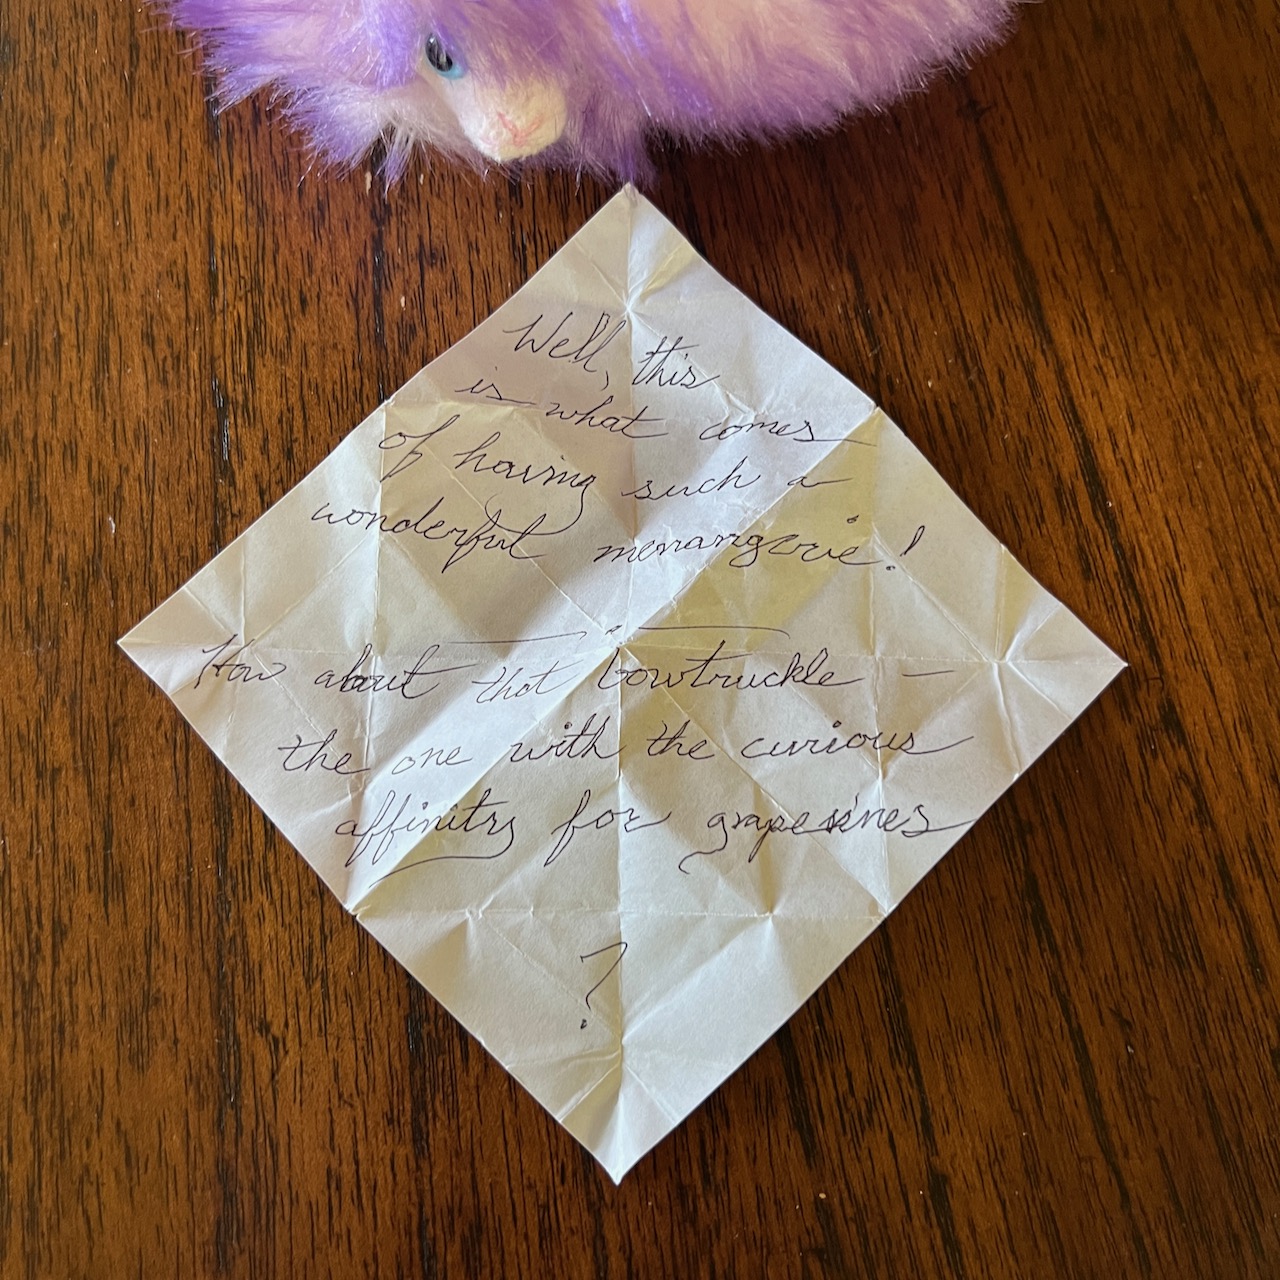 Well, this
is what comes
of having such a
wonderful menangerie!
How about that bowtruckle –
the one with the curious
affinity for grapevines
?